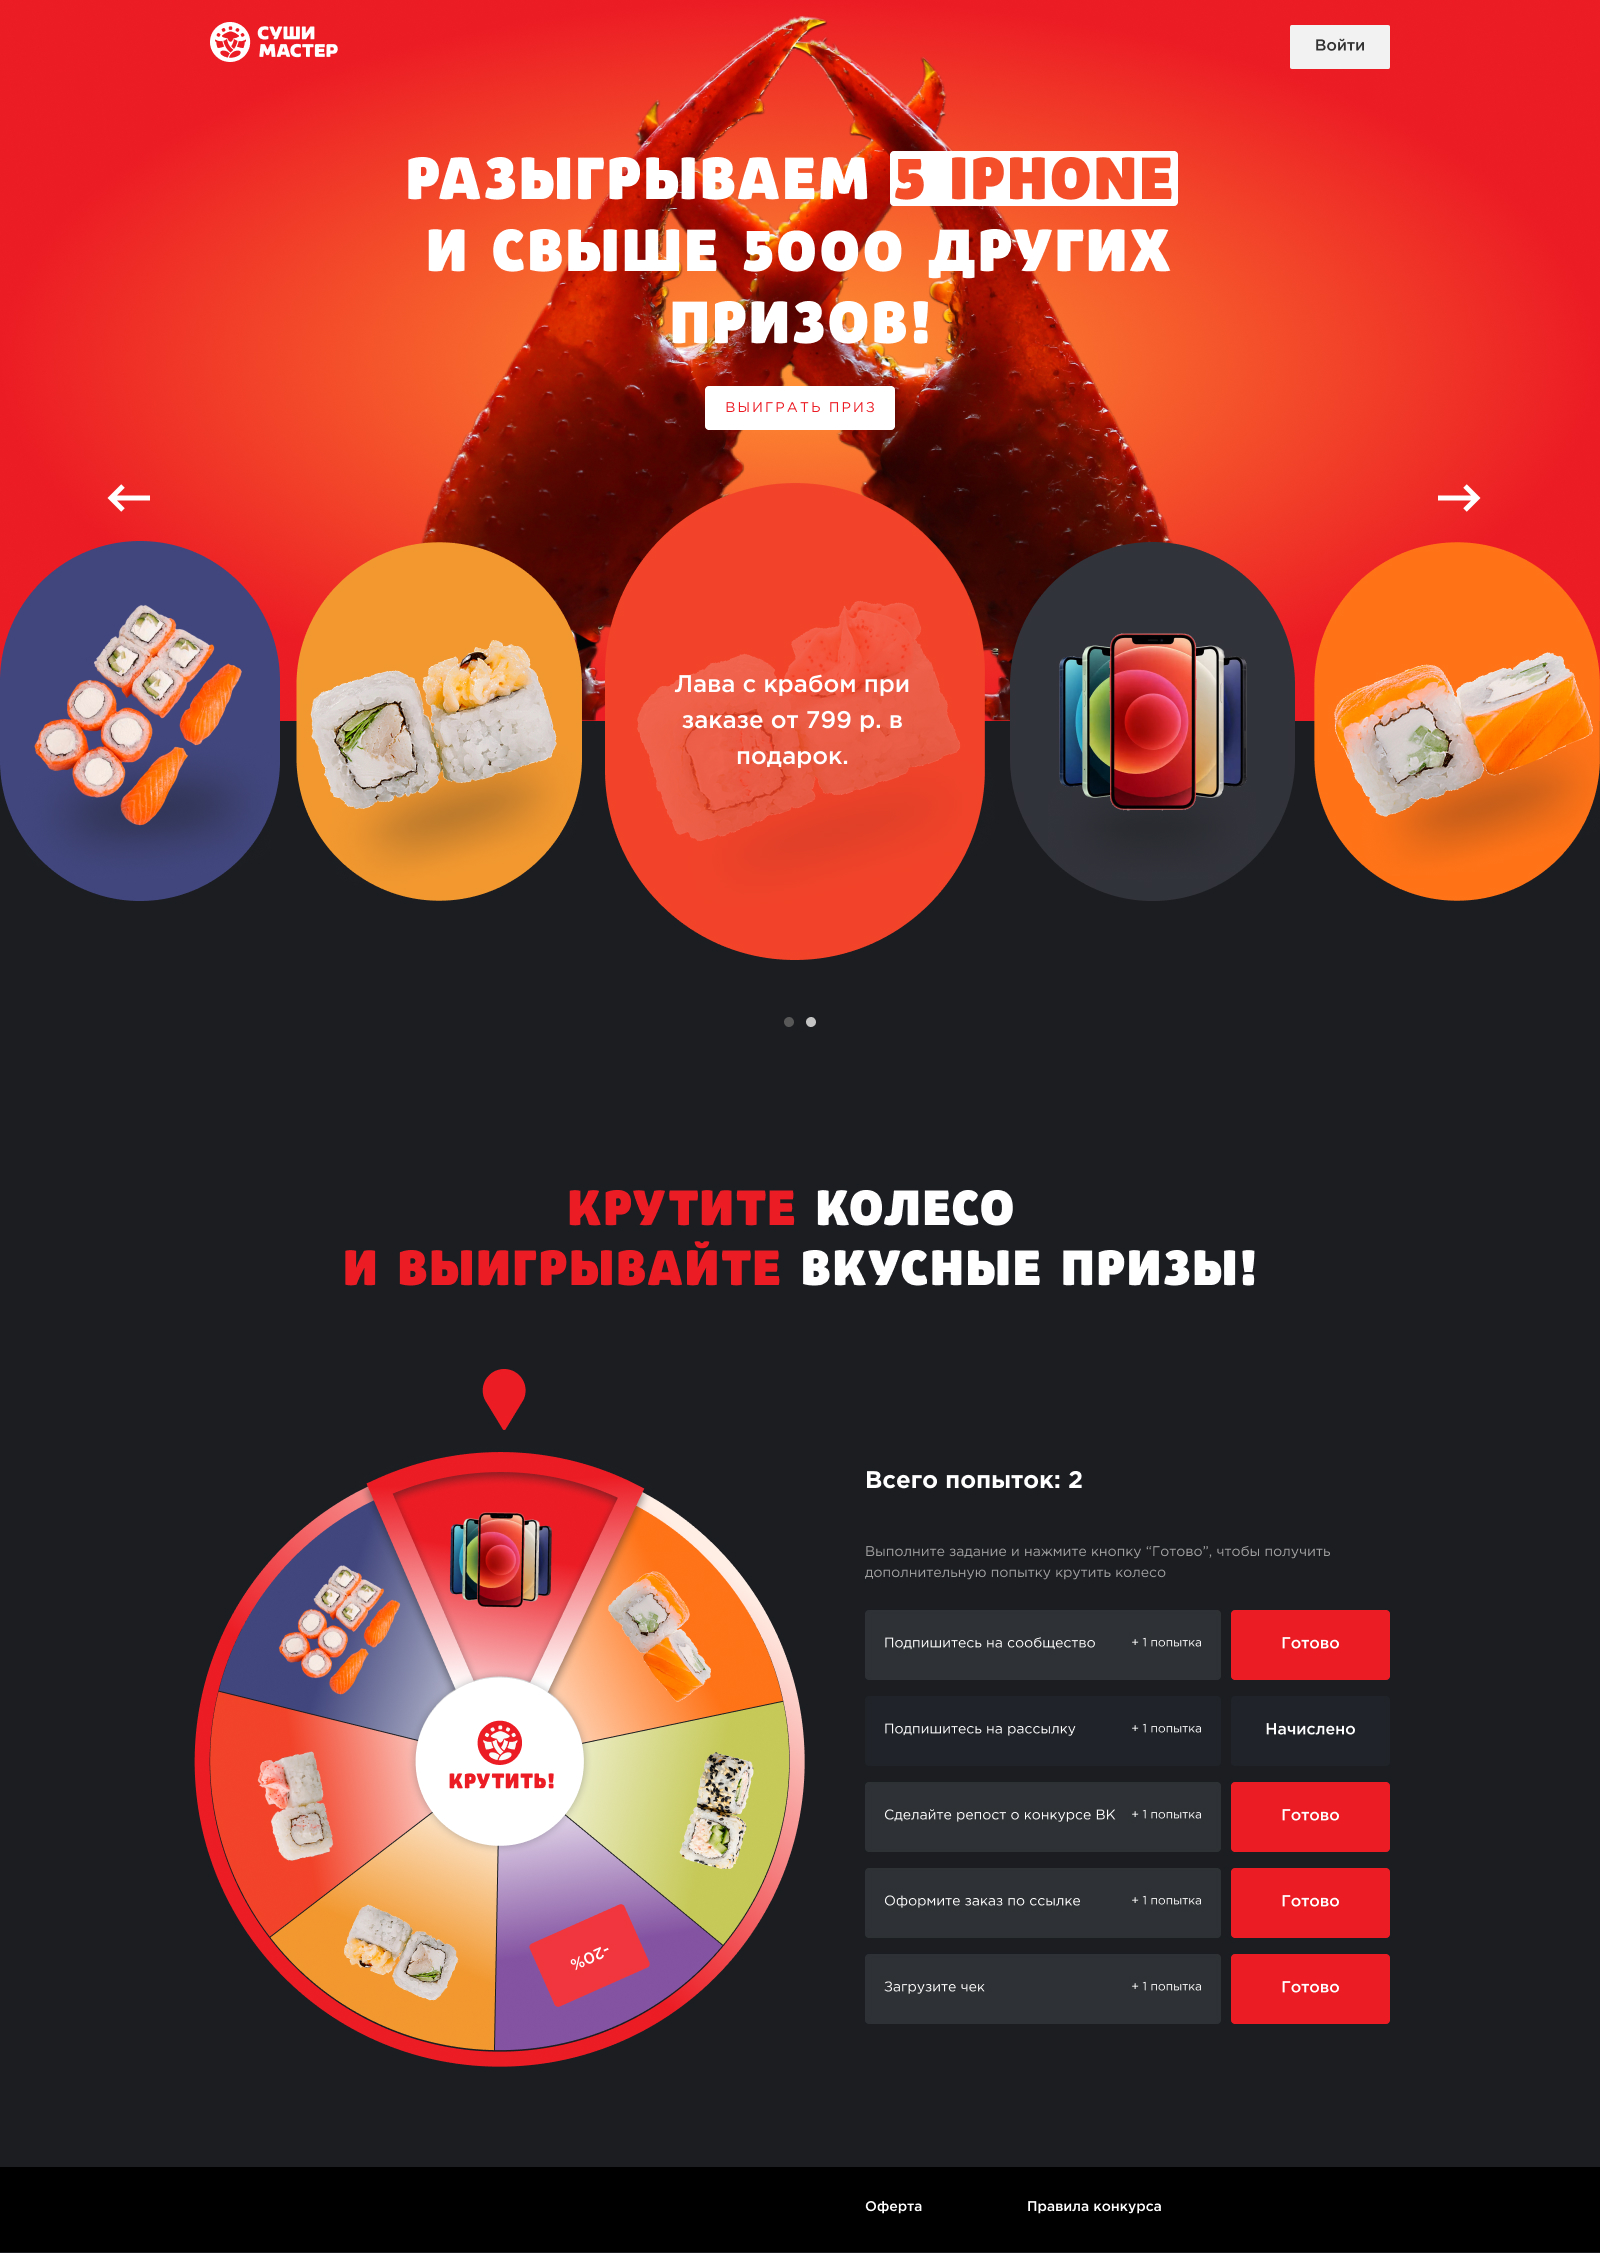 СУШИ
МАСТЕР
Войти
РАЗЫГРЫВАЕМ 5 IPHONE
И СВЫШЕ 5000 ДРУГИХ
ПРИЗОВ!
ВЫИГРАТЬ ПРИЗ
Лава с крабом при
заказе от 799 р. в
подарок.
КРУТИТЕ КОЛЕСО
И ВЫИГРЫВАЙТЕ ВКУСНЫЕ ПРИЗЫ!
КРУТИТЬ!
-20%
Всего попыток: 2
Выполните задание и нажмите кнопку “Готово”, чтобы получить
дополнительную попытку крутить колесо
Подпишитесь на сообщество + 1 попытка Готово
Подпишитесь на рассылку + 1 попытка Начислено
Сделайте репост о конкурсе ВК + 1 попытка Готово
Оформите заказ по ссылке + 1 попытка Готово
Загрузите чек + 1 попытка Готово
Оферта Правила конкурса